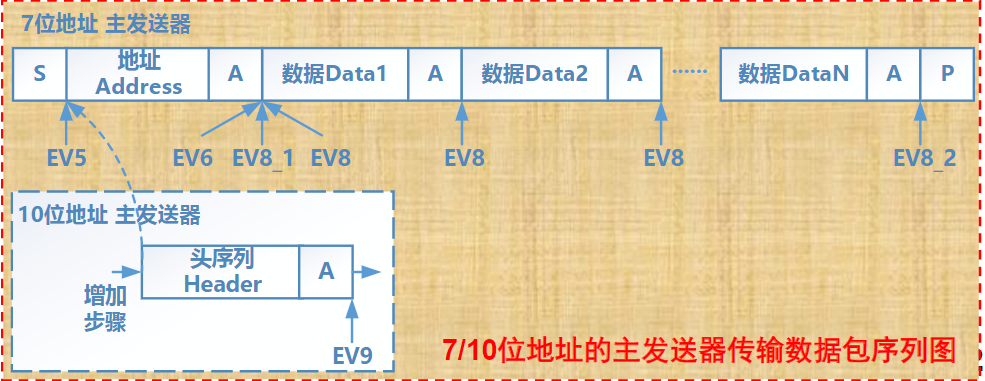 7位地址 主发送器
S
地址
Address
A
数据Data1
A
数据Data2
A
......
数据DataN
A
P
EV5
EV6
EV8_1
EV8
EV8
EV8
EV8_2
10位地址 主发送器
头序列
Header
A
增加
步骤
EV9
7/10位地址的主发送器传输数据包序列图